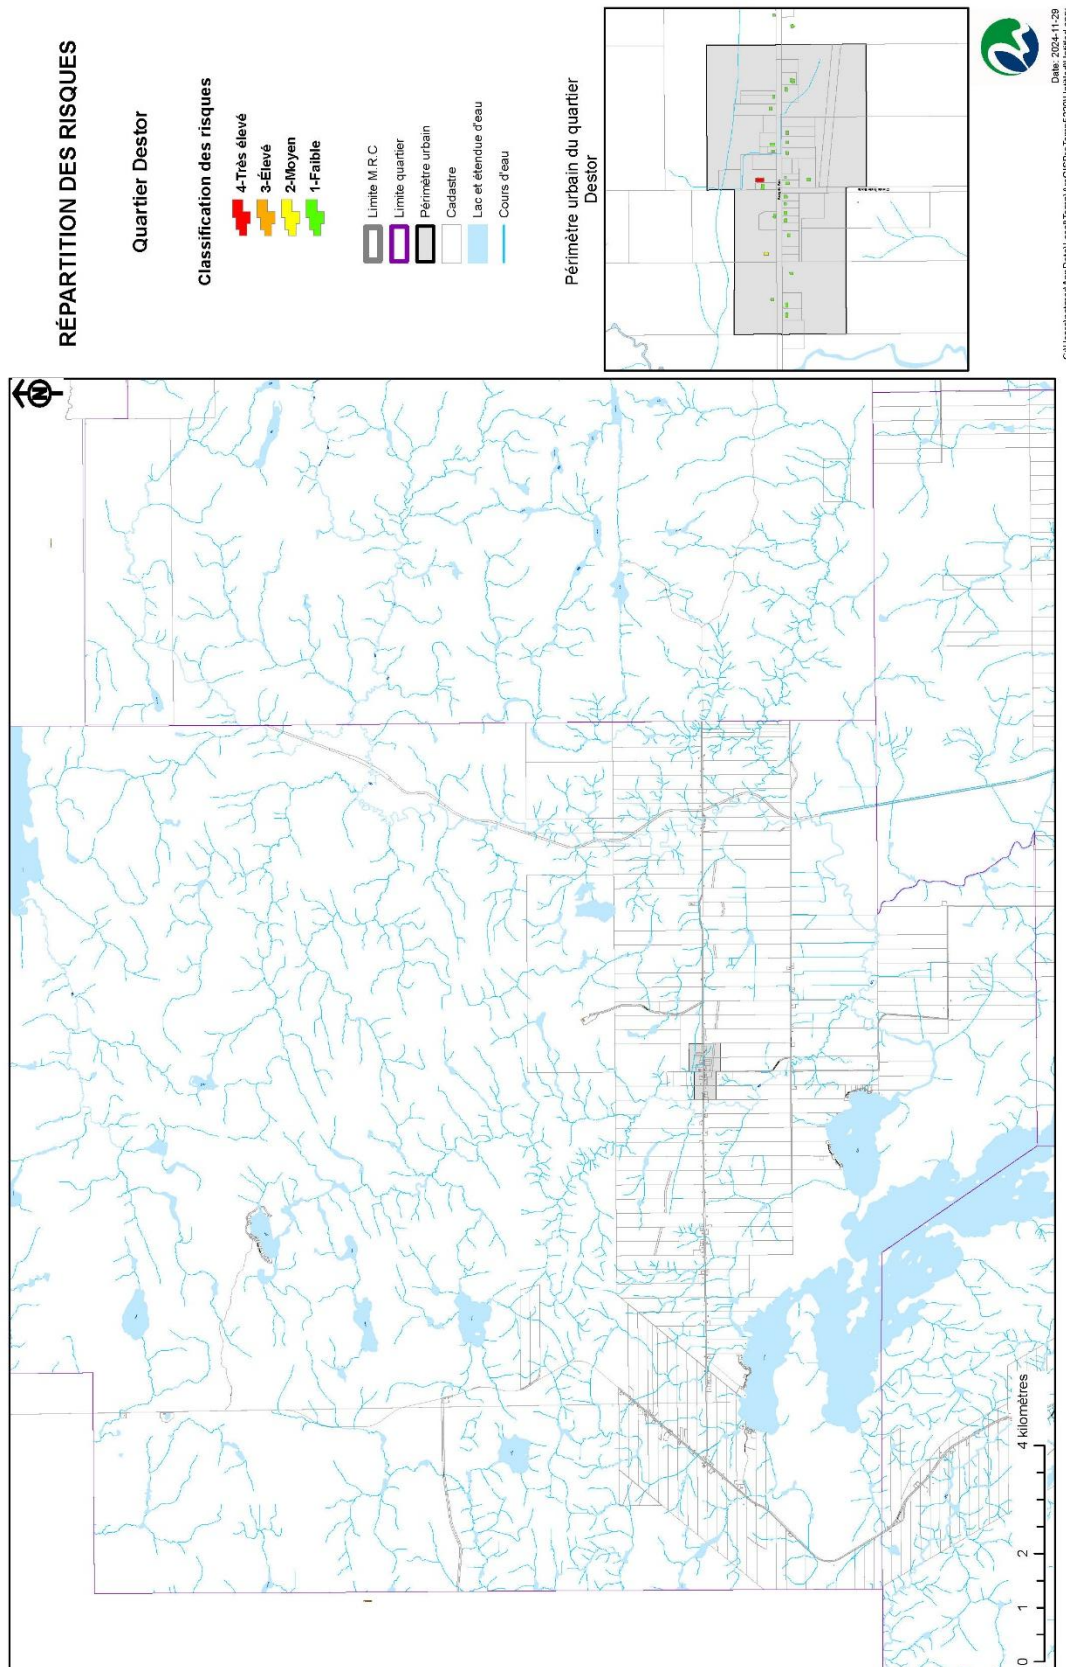 RÉPARTITION DES RISQUES
Quartier Destor
Classification des risques
4-Très élevé
3-Élevé
2-Moyen
1-Faible
Limite M.R.C
Limite quartier
Périmètre urbain
Cadastre
Lac et étendue d'eau
Cours d'eau
Périmètre urbain du quartier
Destor
N
0 1 2 4 kilomètres
Date: 2024-11-29